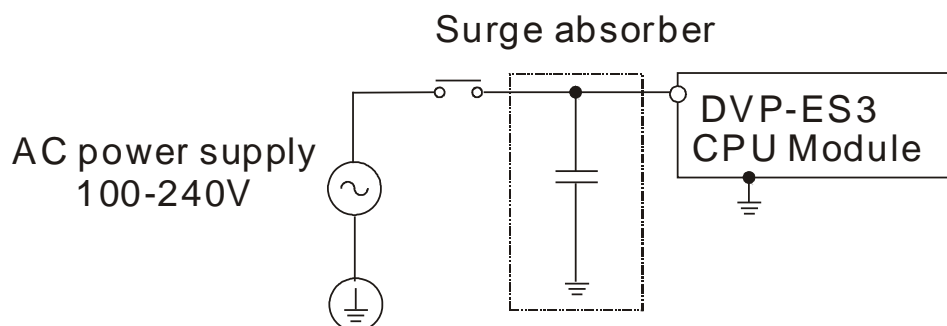 Surge absorber
AC power supply
100-240V
DVP-ES3
CPU Module